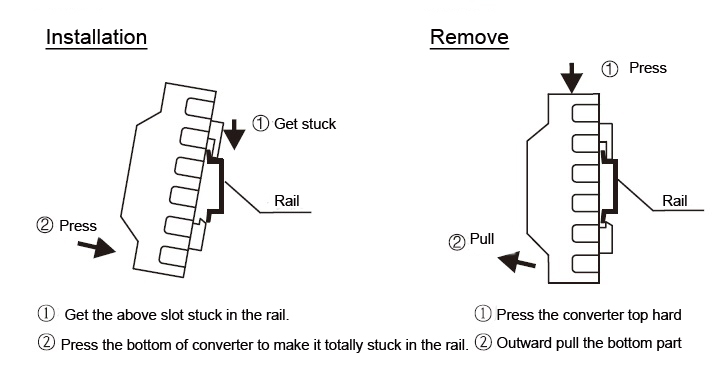 Installation
Remove
① Press
① Get stuck
Rail
Rail
② Press
② Pull
① Get the above slot stuck in the rail.
① Press the converter top hard
② Press the bottom of converter to make it totally stuck in the rail.
② Outward pull the bottom part